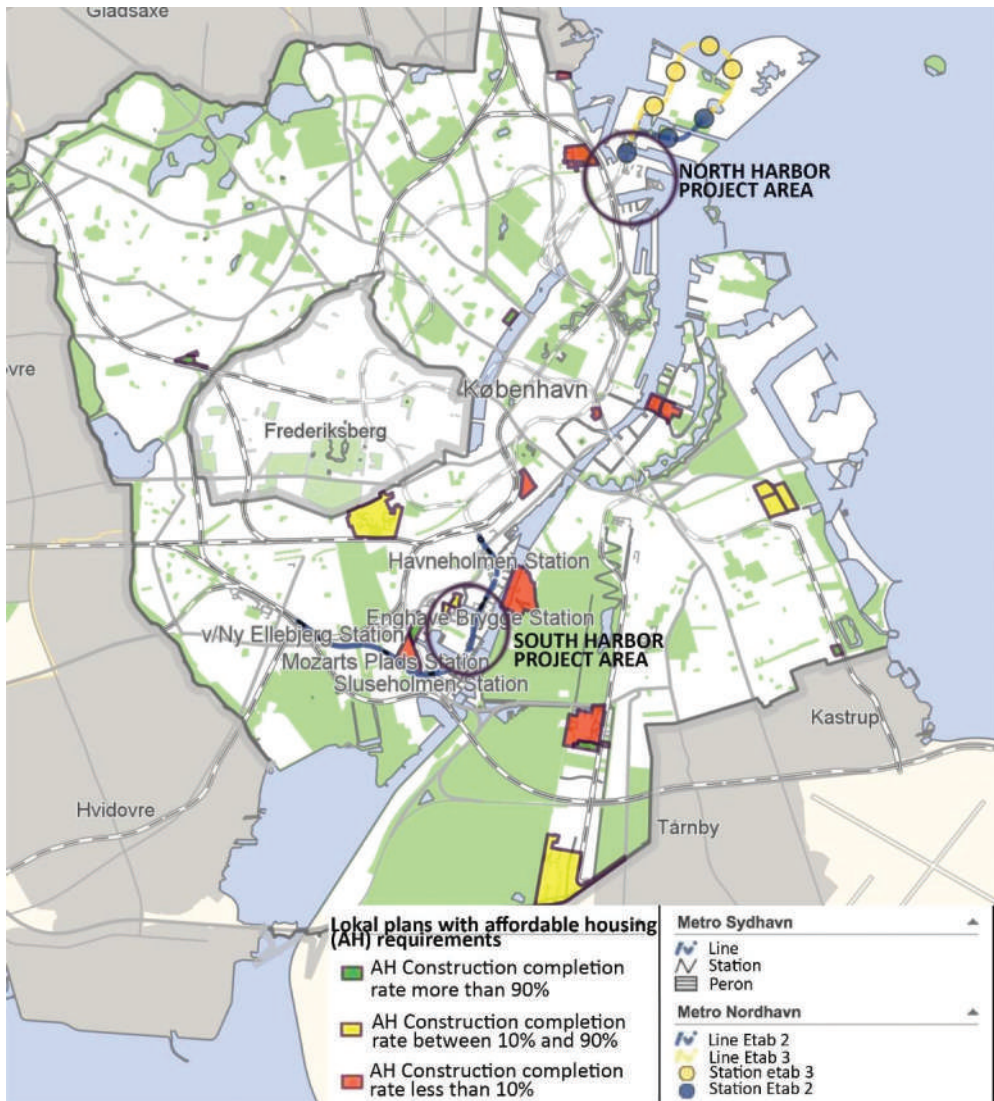 Gladsaxe
NORTH HARBOR
PROJECT AREA
vre
København
Frederiksberg
Havneholmen Station
Enghave Brygge Station
v/Ny Ellebjerg Station
SOUTH HARBOR
PROJECT AREA
Mozarts Plads Station
Sluseholmen Station
Kastrup
Hvidovre
Tårnby
Lokal plans with affordable housing
(AH) requirements
AH Construction completion
rate more than 90%
AH Construction completion
rate between 10% and 90%
AH Construction completion
rate less than 10%
Metro Sydhavn
Line
Station
Peron
Metro Nordhavn
Line Etab 2
Line Etab 3
Station etab 3
Station Etab 2